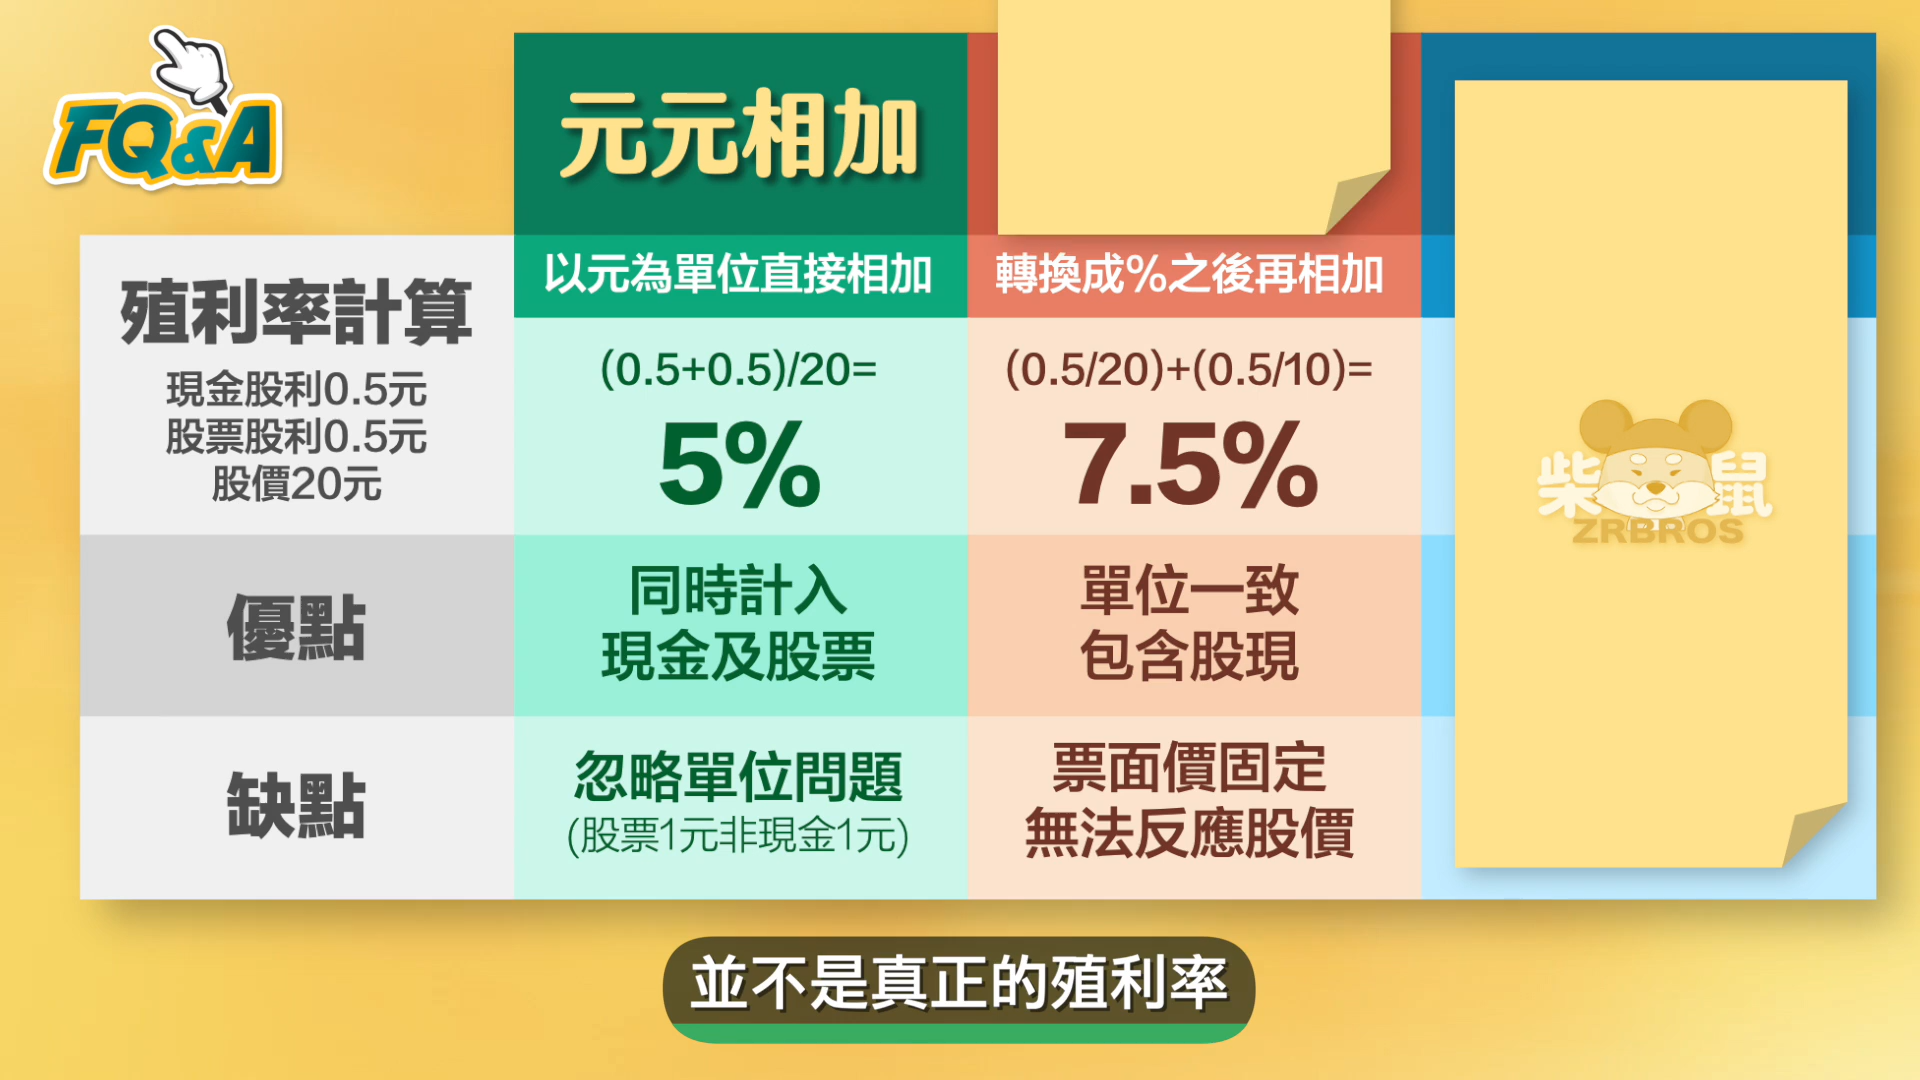 FQ&A
元元相加
以元為單位直接相加
轉換成%之後再相加
殖利率計算
現金股利0.5元
股票股利0.5元
股價20元
(0.5+0.5)/20=
5%
(0.5/20)+(0.5/10)=
7.5%
柴鼠
ZRBROS
優點
同時計入
現金及股票
單位一致
包含股現
缺點
忽略單位問題
(股票1元非現金1元)
票面價固定
無法反應股價
並不是真正的殖利率